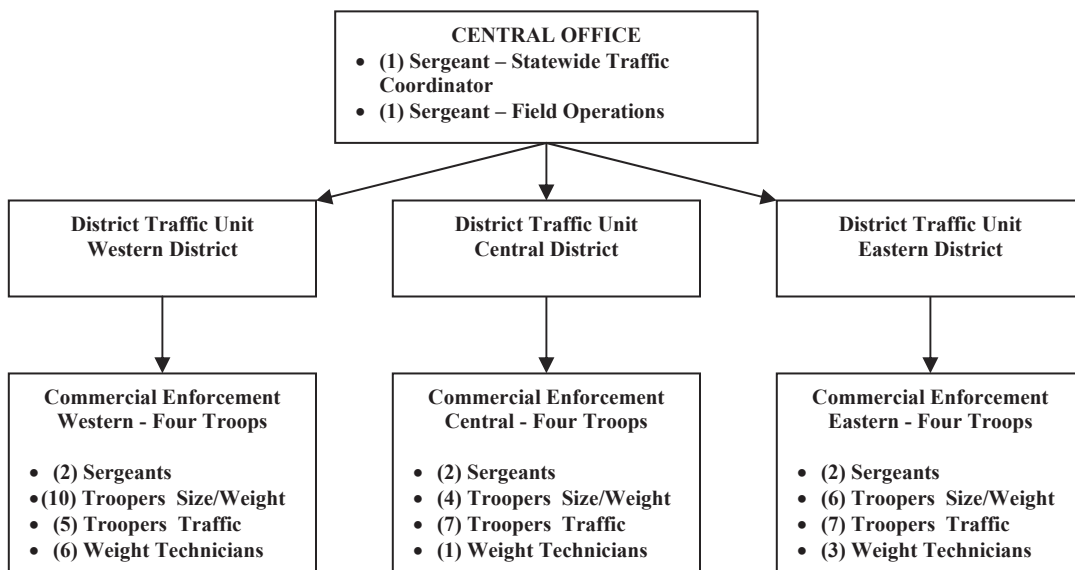 CENTRAL OFFICE
• (1) Sergeant – Statewide Traffic
Coordinator
• (1) Sergeant – Field Operations
District Traffic Unit
Western District
District Traffic Unit
Central District
District Traffic Unit
Eastern District
Commercial Enforcement
Western - Four Troops
• (2) Sergeants
•(10) Troopers Size/Weight
• (5) Troopers Traffic
• (6) Weight Technicians
Commercial Enforcement
Central - Four Troops
• (2) Sergeants
• (4) Troopers Size/Weight
• (7) Troopers Traffic
• (1) Weight Technicians
Commercial Enforcement
Eastern - Four Troops
• (2) Sergeants
• (6) Troopers Size/Weight
• (7) Troopers Traffic
• (3) Weight Technicians